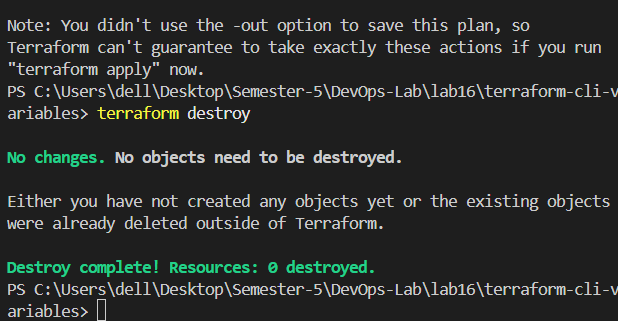 Note: You didn't use the -out option to save this plan, so
Terraform can't guarantee to take exactly these actions if you run
"terraform apply" now.
PS C:\Users\dell\Desktop\Semester-5\DevOps-Lab\lab16\terraform-cli-v
ariables> terraform destroy
No changes. No objects need to be destroyed.
Either you have not created any objects yet or the existing objects
were already deleted outside of Terraform.
Destroy complete! Resources: 0 destroyed.
PS C:\Users\dell\Desktop\Semester-5\DevOps-Lab\lab16\terraform-cli-v
ariables>